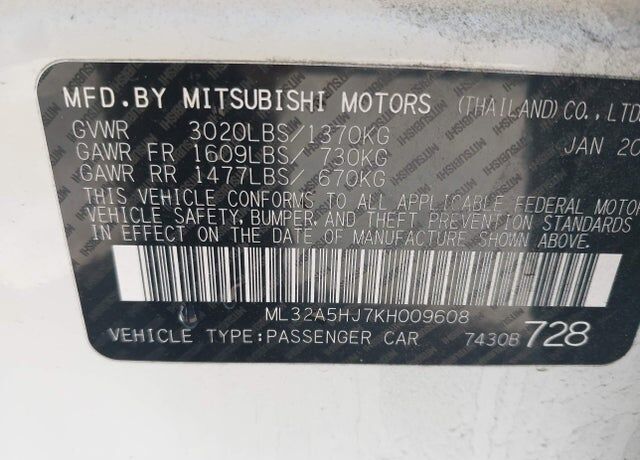 MFD.BY MITSUBISHI MOTORS (THAILAND)CO.,LTD.
GVWR 3020LBS/1370KG JAN 20
GAWR FR 1609LBS/ 730KG
GAWR RR 1477LBS/ 670KG
THIS VEHICLE CONFORMS TO ALL APPLICABLE FEDERAL MOTOR
VEHICLE SAFETY, BUMPER, AND THEFT PREVENTION STANDARDS
IN EFFECT ON THE DATE OF MANUFACTURE SHOWN ABOVE.
ML32A5HJ7KH009608
VEHICLE TYPE:PASSENGER CAR 7430B 728